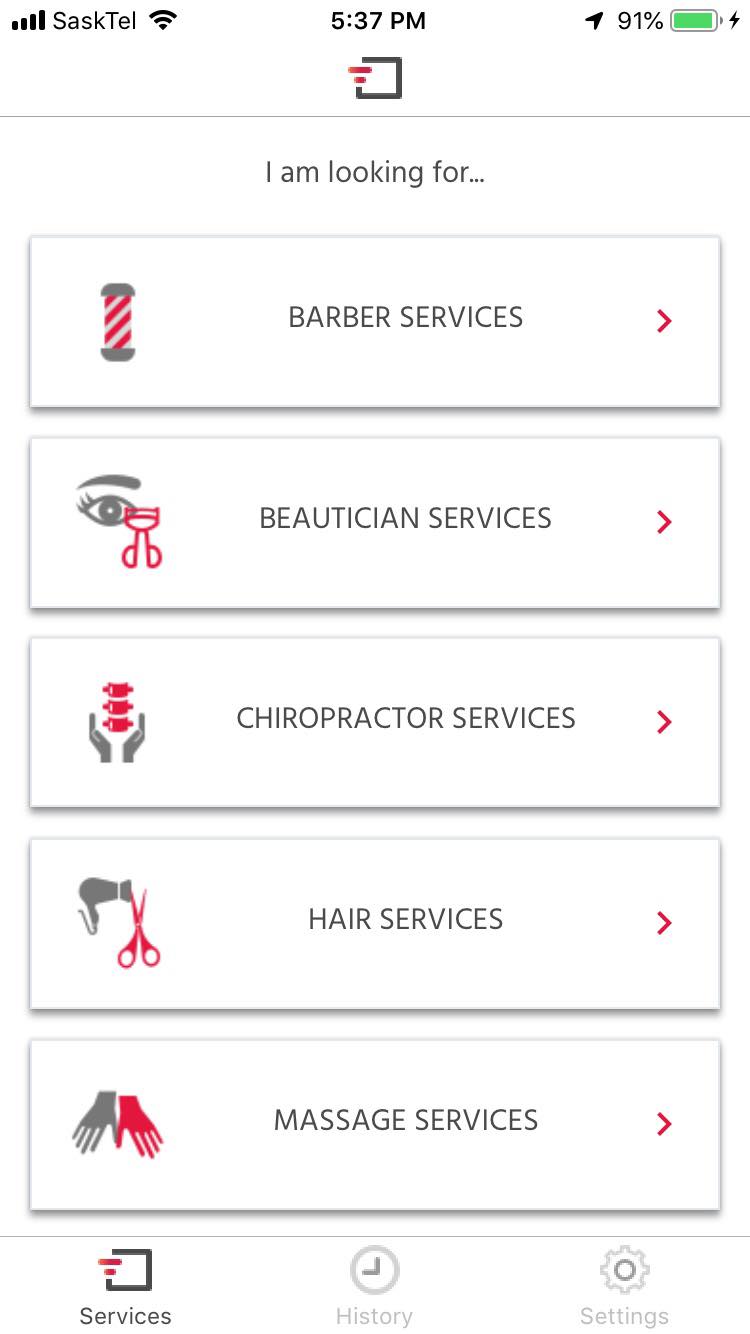 SaskTel 5:37 PM 91%
I am looking for...
BARBER SERVICES
BEAUTICIAN SERVICES
CHIROPRACTOR SERVICES
HAIR SERVICES
MASSAGE SERVICES
Services History Settings